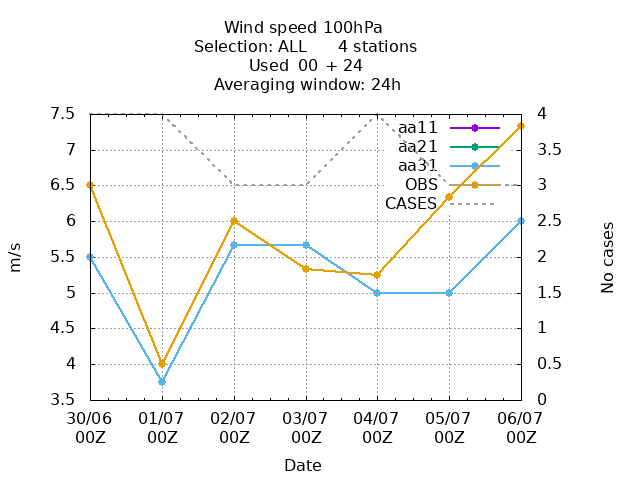 Wind speed 100hPa
Selection: ALL 4 stations
Used 00 + 24
Averaging window: 24h
7.5
7
6.5
6
5.5
5
4.5
4
3.5
m/s
4
3.5
3
2.5
2
1.5
1
0.5
0
No cases
aa11
aa21
aa31
OBS
CASES
30/06 01/07 02/07 03/07 04/07 05/07 06/07
00Z 00Z 00Z 00Z 00Z 00Z 00Z
Date